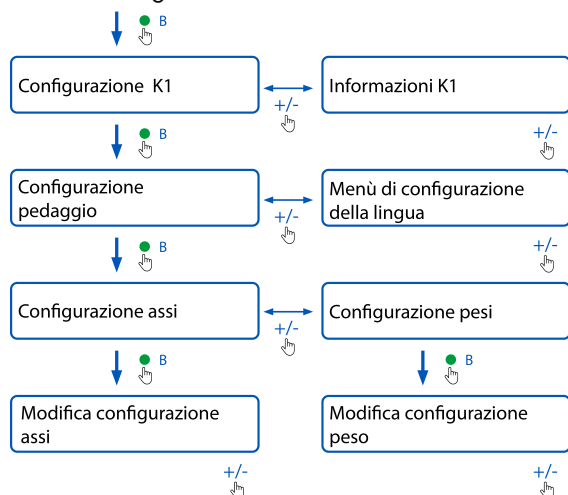 B
Configurazione K1
+/-
Informazioni K1
+/-
B
Configurazione
pedaggio
+/-
Menù di configurazione
della lingua
+/-
B
Configurazione assi
+/-
Configurazione pesi
B
B
Modifica configurazione
assi
+/-
Modifica configurazione
peso
+/-